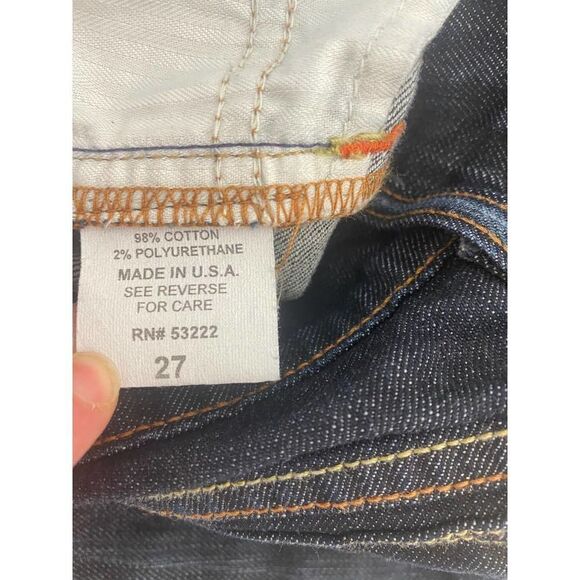 98% COTTON
2% POLYURETHANE
MADE IN U.S.A.
SEE REVERSE
FOR CARE
RN# 53222
27